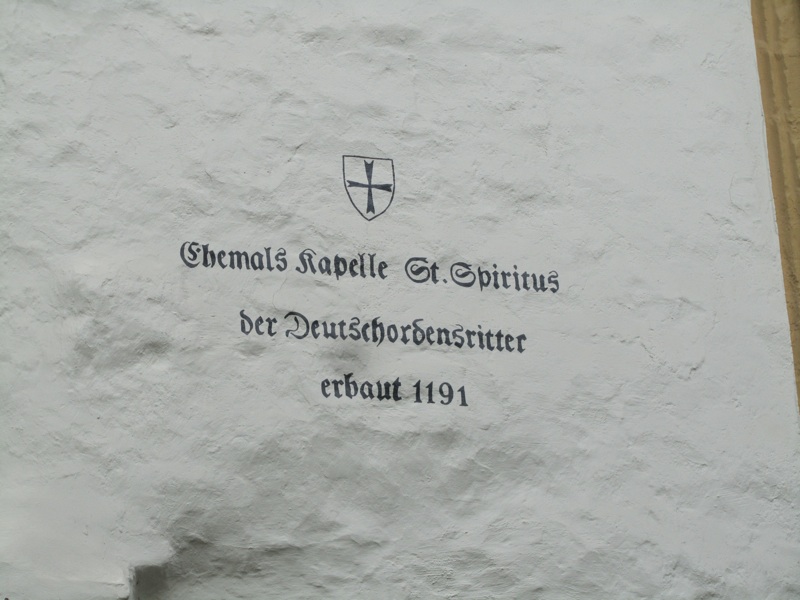 Ehemals Kapelle St. Spiritus
der Deutschordensritter
erbaut 1191